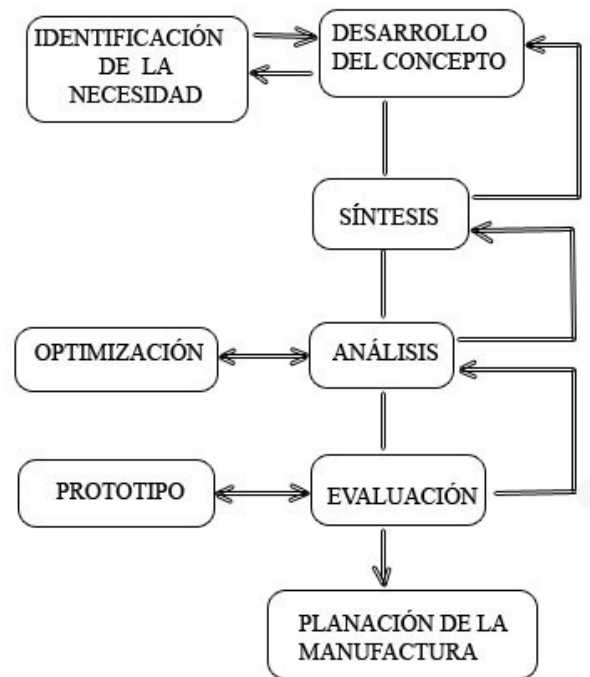 IDENTIFICACIÓN
DE LA
NECESIDAD
DESARROLLO
DEL CONCEPTO
SÍNTESIS
OPTIMIZACIÓN
ANÁLISIS
PROTOTIPO
EVALUACIÓN
PLANACIÓN DE LA
MANUFACTURA